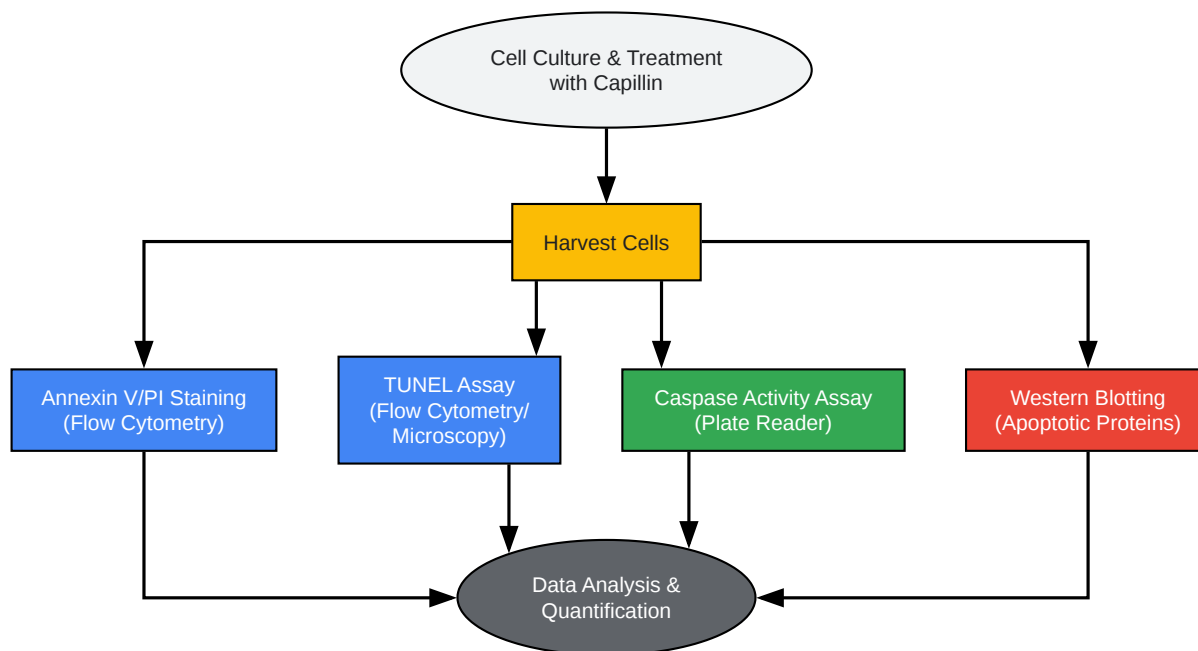 Cell Culture & Treatment
with Capillin
Harvest Cells
Annexin V/PI Staining
(Flow Cytometry)
TUNEL Assay
(Flow Cytometry/
Microscopy)
Caspase Activity Assay
(Plate Reader)
Western Blotting
(Apoptotic Proteins)
Data Analysis &
Quantification